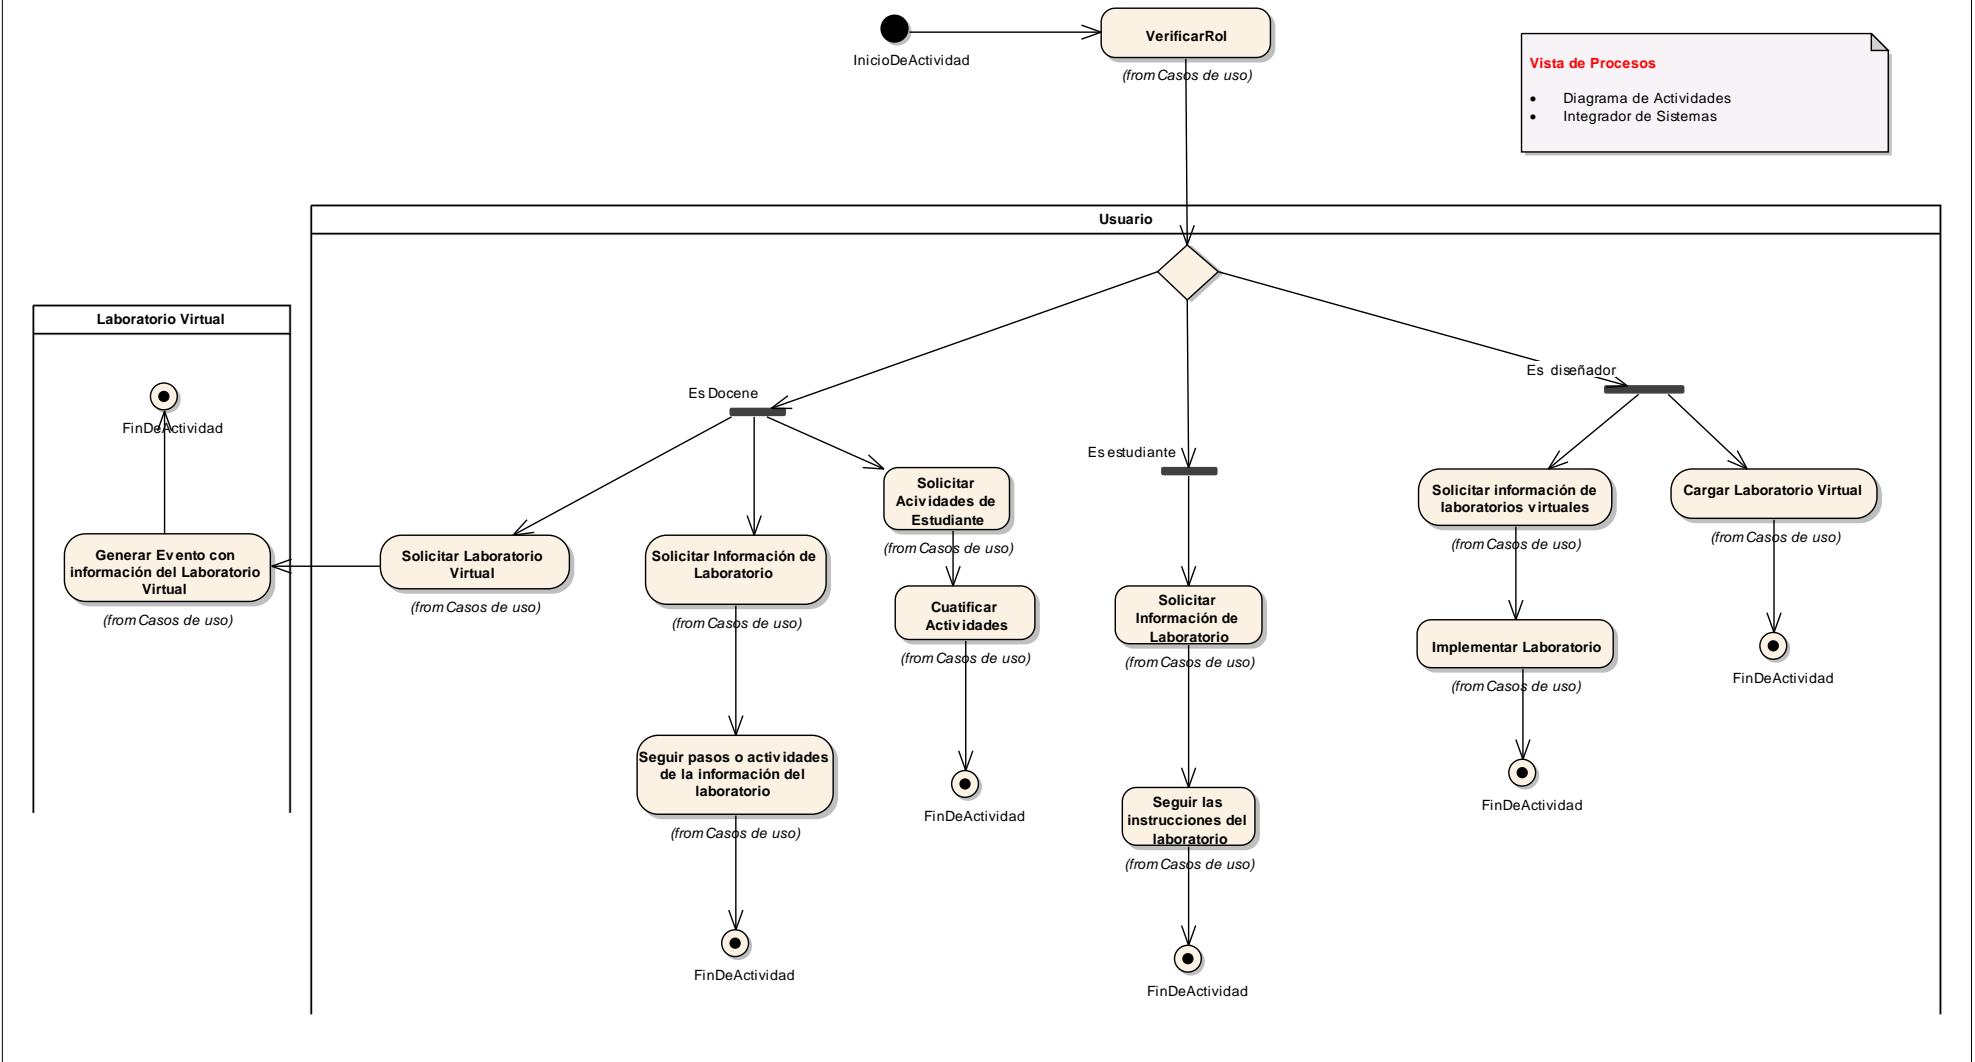 InicioDeActividad
VerificarRol
(from Casos de uso)
Vista de Procesos
• Diagrama de Actividades
• Integrador de Sistemas
Usuario
Laboratorio Virtual
FinDeActividad
Generar Evento con
información del Laboratorio
Virtual
(from Casos de uso)
Es Docene
Solicitar Laboratorio
Virtual
(from Casos de uso)
Solicitar Información de
Laboratorio
(from Casos de uso)
Seguir pasos o actividades
de la información del
laboratorio
(from Casos de uso)
FinDeActividad
Solicitar
Acividades de
Estudiante
(from Casos de uso)
Cuatificar
Actividades
(from Casos de uso)
FinDeActividad
Es estudiante
Solicitar
Información de
Laboratorio
(from Casos de uso)
Seguir las
instrucciones del
laboratorio
(from Casos de uso)
FinDeActividad
Es diseñador
Solicitar información de
laboratorios virtuales
(from Casos de uso)
Implementar Laboratorio
(from Casos de uso)
FinDeActividad
Cargar Laboratorio Virtual
(from Casos de uso)
FinDeActividad